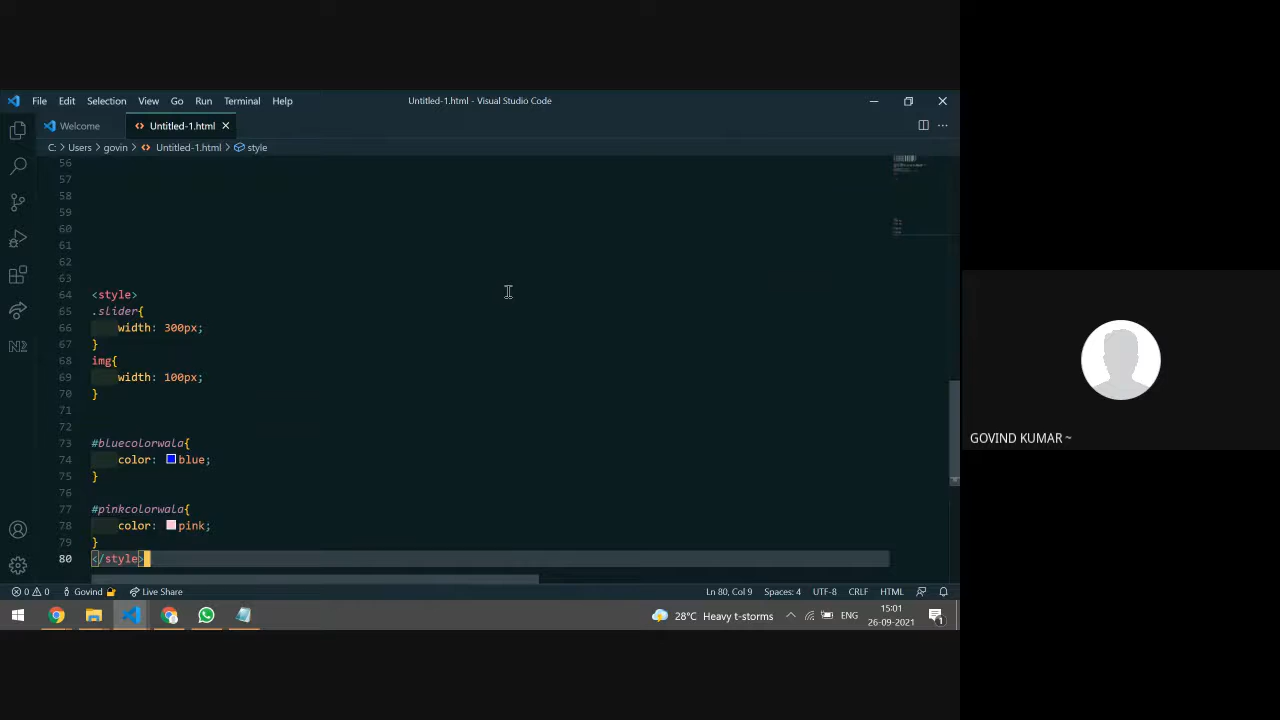 File Edit Selection View Go Run Terminal Help
Untitled-1.html - Visual Studio Code
Welcome
Untitled-1.html
C: > Users > govin > Untitled-1.html > style
56
57
58
59
60
61
62
63
64 <style>
65 .slider{
66 width: 300px;
67 }
68 img{
69 width: 100px;
70 }
71
72
73 #bluecolorwala{
74 color: blue;
75 }
76
77 #pinkcolorwala{
78 color: pink;
79 }
80 </style>
0 0 Govind Live Share
Ln 80, Col 9 Spaces: 4 UTF-8 CRLF HTML
28°C Heavy t-storms
ENG
15:01
26-09-2021
1
N2
GOVIND KUMAR ~